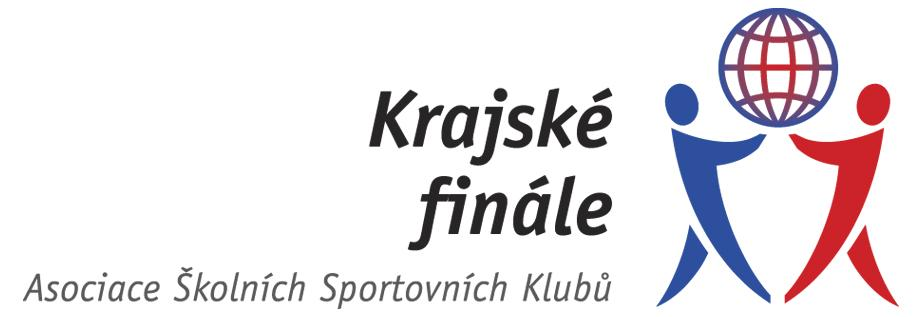 Krajské
finále
Asociace Školních Sportovních Klubů